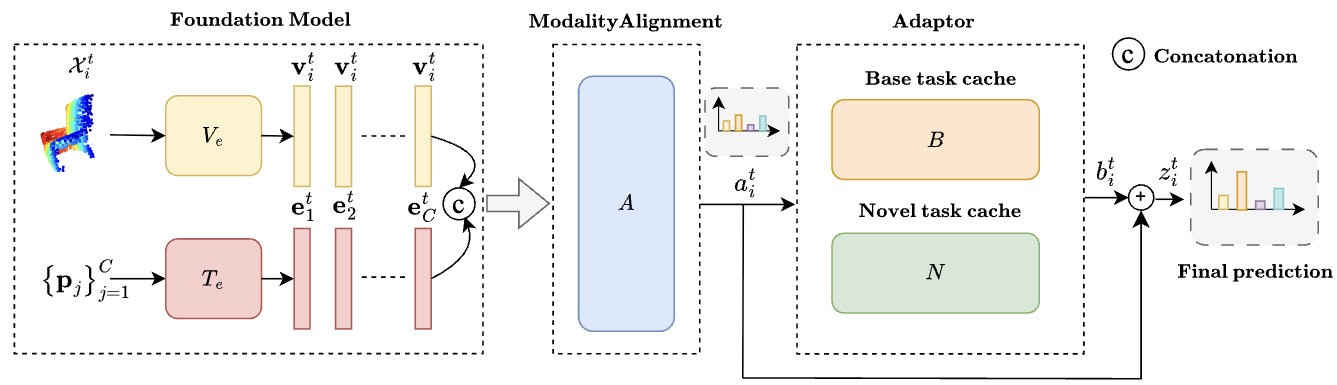 Foundation Model
ModalityAlignment
Adaptor
$\mathcal{X}_i^t$
$V_e$
$\mathbf{v}_i^t$ $\mathbf{v}_i^t$ $\mathbf{v}_i^t$
$\{\mathbf{p}_j\}_{j=1}^C$
$T_e$
$\mathbf{e}_1^t$ $\mathbf{e}_2^t$ $\mathbf{e}_C^t$
c
$A$
$a_i^t$
Base task cache
$B$
Novel task cache
$N$
$b_i^t$
+
$z_i^t$
c Concatonation
Final prediction